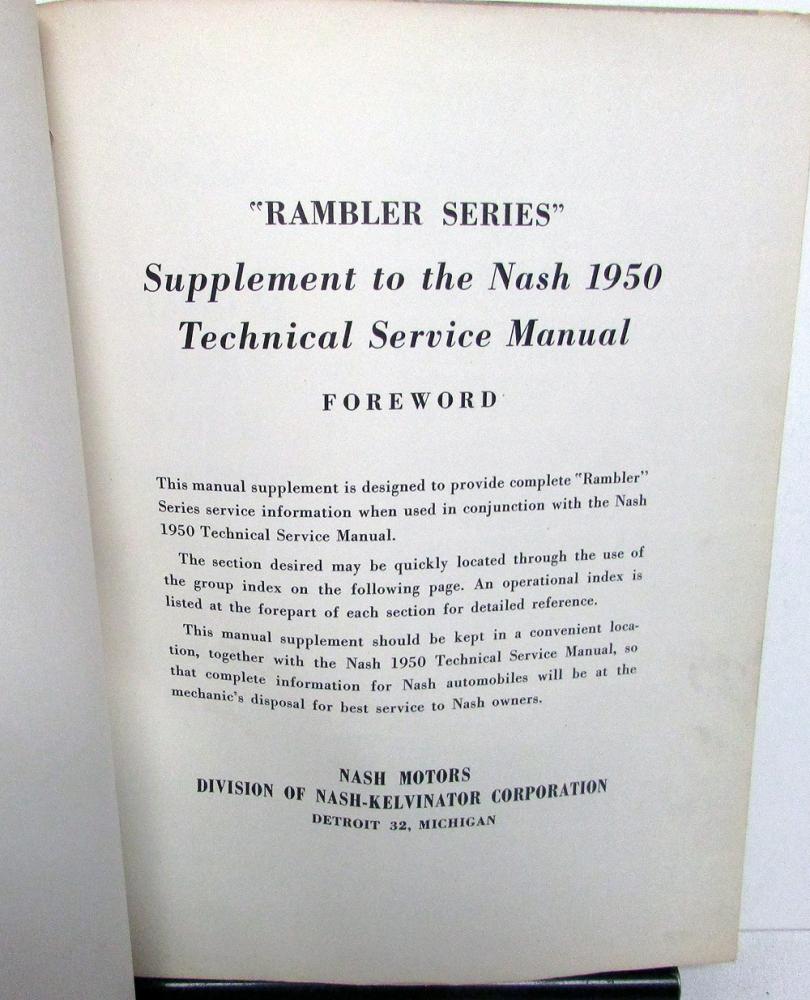 "RAMBLER SERIES"
Supplement to the Nash 1950
Technical Service Manual
FOREWORD
This manual supplement is designed to provide complete "Rambler"
Series service information when used in conjunction with the Nash
1950 Technical Service Manual.
The section desired may be quickly located through the use of
the group index on the following page. An operational index is
listed at the forepart of each section for detailed reference.
This manual supplement should be kept in a convenient loca-
tion, together with the Nash 1950 Technical Service Manual, so
that complete information for Nash automobiles will be at the
mechanic's disposal for best service to Nash owners.
NASH MOTORS
DIVISION OF NASH-KELVINATOR CORPORATION
DETROIT 32, MICHIGAN